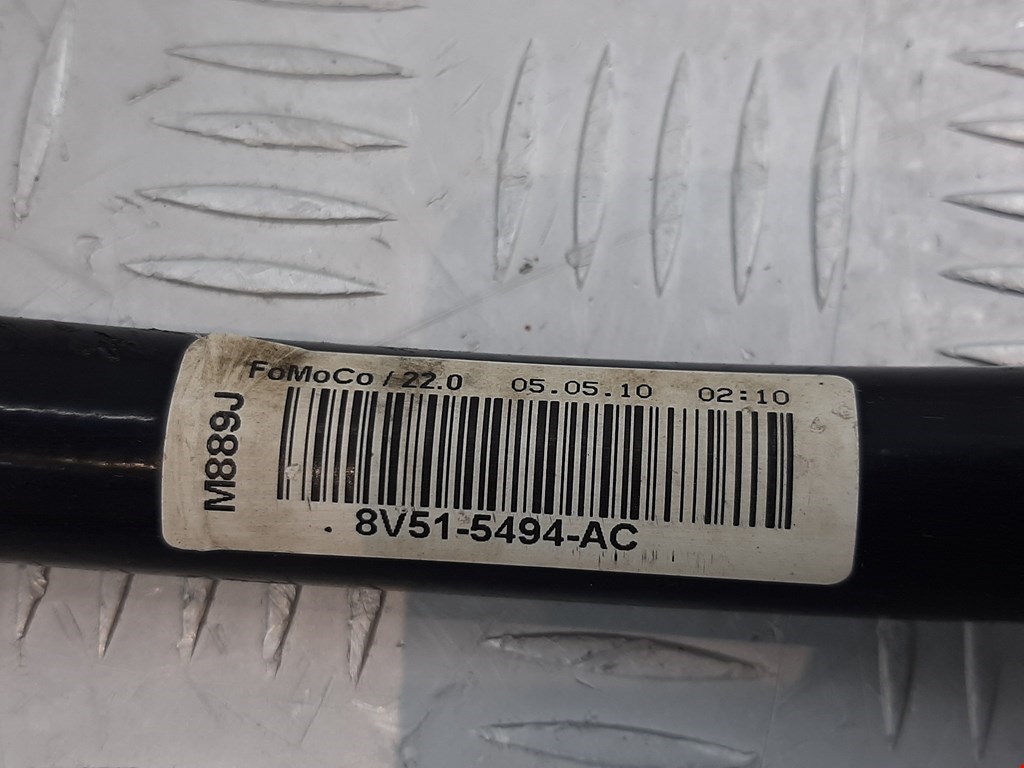 FoMoCo / 22.0 05.05.10 02:10
M889J
. 8V51-5494-AC